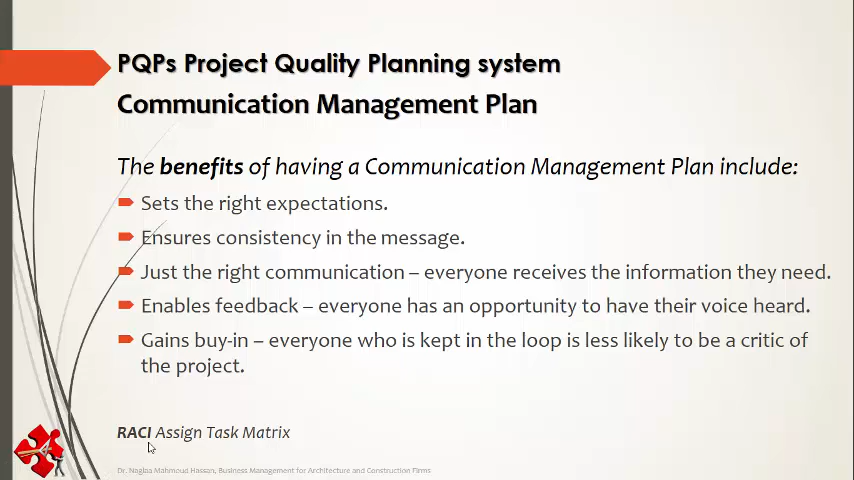 PQPs Project Quality Planning system
Communication Management Plan
The benefits of having a Communication Management Plan include:
Sets the right expectations.
Ensures consistency in the message.
Just the right communication – everyone receives the information they need.
Enables feedback – everyone has an opportunity to have their voice heard.
Gains buy-in – everyone who is kept in the loop is less likely to be a critic of
the project.
RACI Assign Task Matrix
Dr. Naglaa Mahmoud Hassan, Business Management for Architecture and Construction Firms